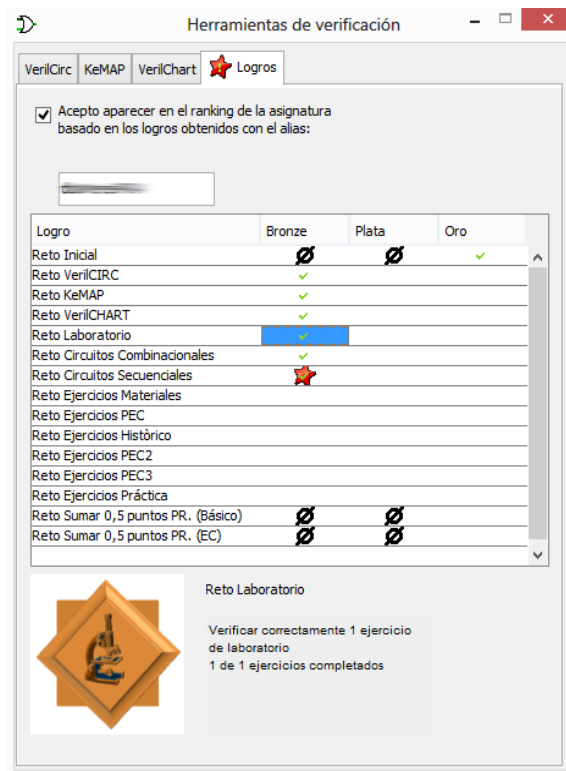 Herramientas de verificación
VerilCirc KeMAP VerilChart Logros
Acepto aparecer en el ranking de la asignatura
basado en los logros obtenidos con el alias:
Logro Bronze Plata Oro
Reto Inicial
Reto VerilCIRC
Reto KeMAP
Reto VerilCHART
Reto Laboratorio
Reto Circuitos Combinacionales
Reto Circuitos Secuenciales
Reto Ejercicios Materiales
Reto Ejercicios PEC
Reto Ejercicios Històrico
Reto Ejercicios PEC2
Reto Ejercicios PEC3
Reto Ejercicios Práctica
Reto Sumar 0,5 puntos PR. (Básico)
Reto Sumar 0,5 puntos PR. (EC)
Reto Laboratorio
Verificar correctamente 1 ejercicio
de laboratorio
1 de 1 ejercicios completados